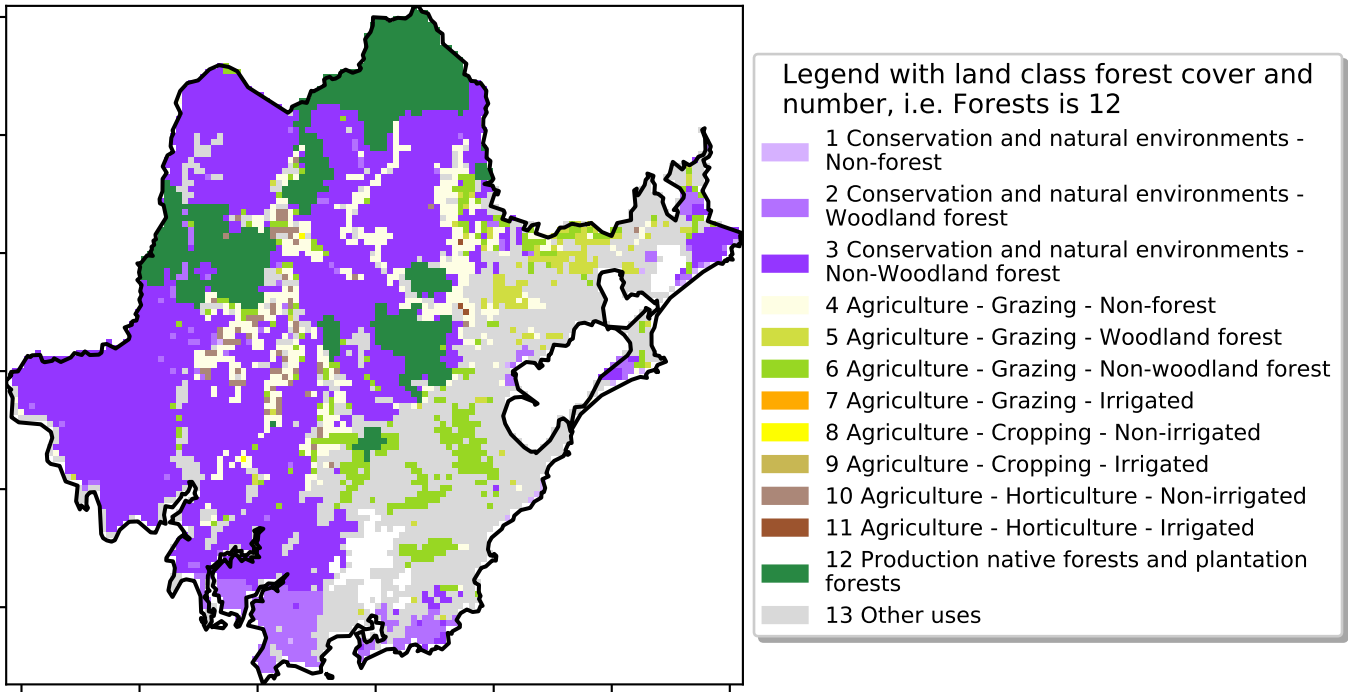 Legend with land class forest cover and
number, i.e. Forests is 12
1 Conservation and natural environments -
Non-forest
2 Conservation and natural environments -
Woodland forest
3 Conservation and natural environments -
Non-Woodland forest
4 Agriculture - Grazing - Non-forest
5 Agriculture - Grazing - Woodland forest
6 Agriculture - Grazing - Non-woodland forest
7 Agriculture - Grazing - Irrigated
8 Agriculture - Cropping - Non-irrigated
9 Agriculture - Cropping - Irrigated
10 Agriculture - Horticulture - Non-irrigated
11 Agriculture - Horticulture - Irrigated
12 Production native forests and plantation
forests
13 Other uses